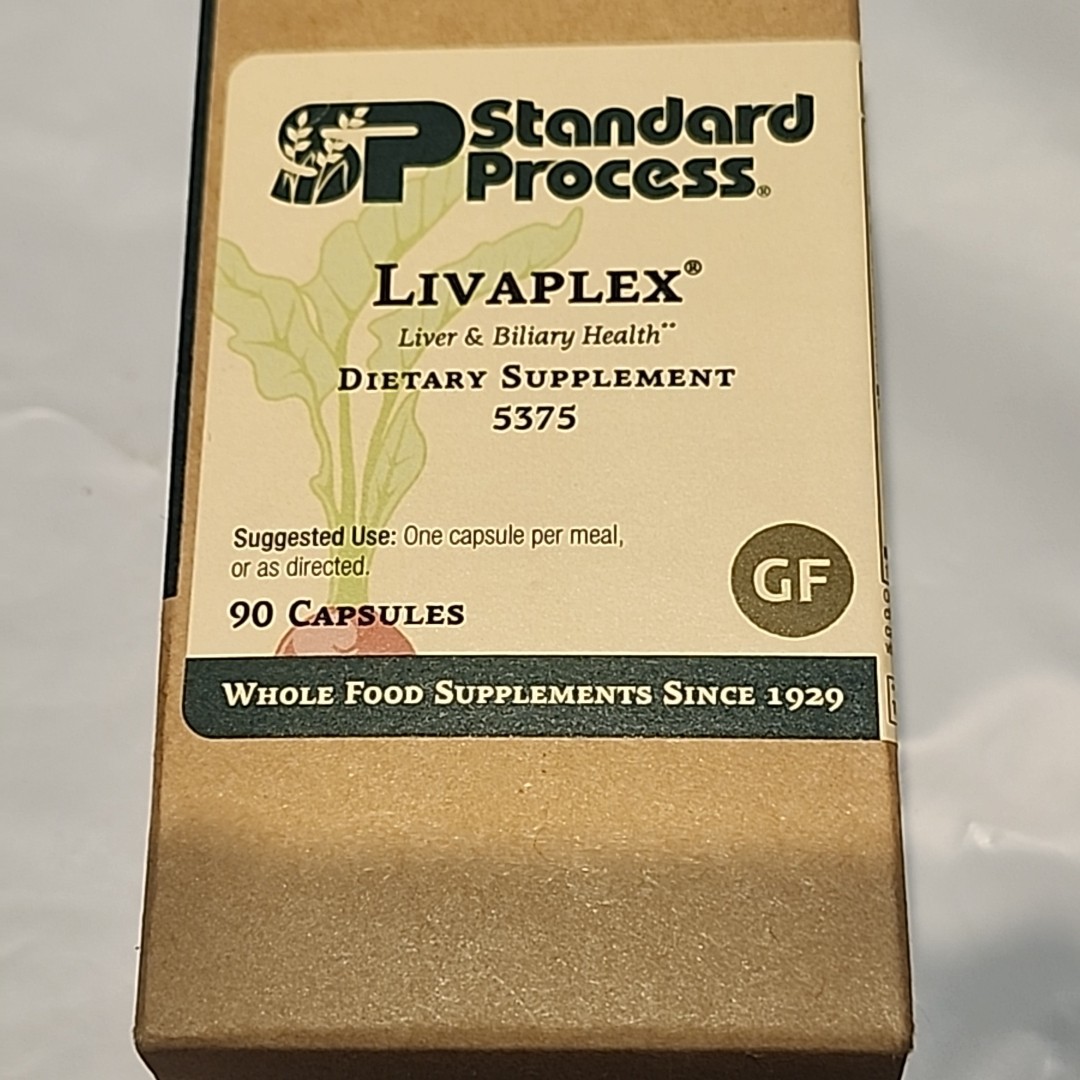 SP Standard
Process®
LIVAPLEX®
Liver & Biliary Health**
DIETARY SUPPLEMENT
5375
Suggested Use: One capsule per meal,
or as directed.
90 CAPSULES
GF
WHOLE FOOD SUPPLEMENTS SINCE 1929